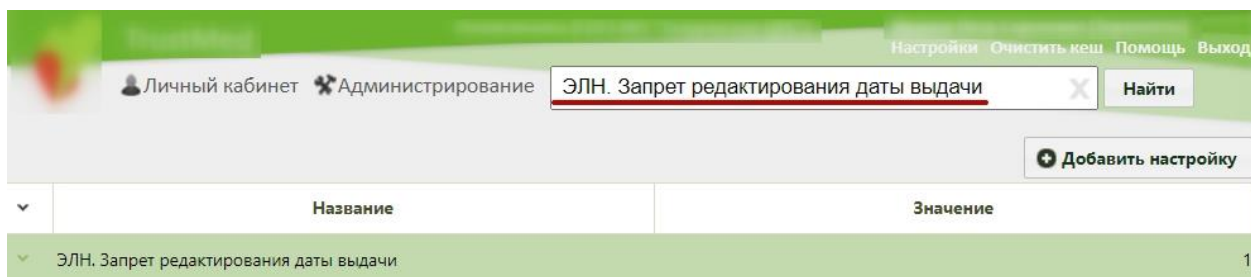 Настройки Очистить кеш Помощь Выход
Личный кабинет Администрирование ЭЛН. Запрет редактирования даты выдачи Найти
Добавить настройку
Название Значение
ЭЛН. Запрет редактирования даты выдачи 1